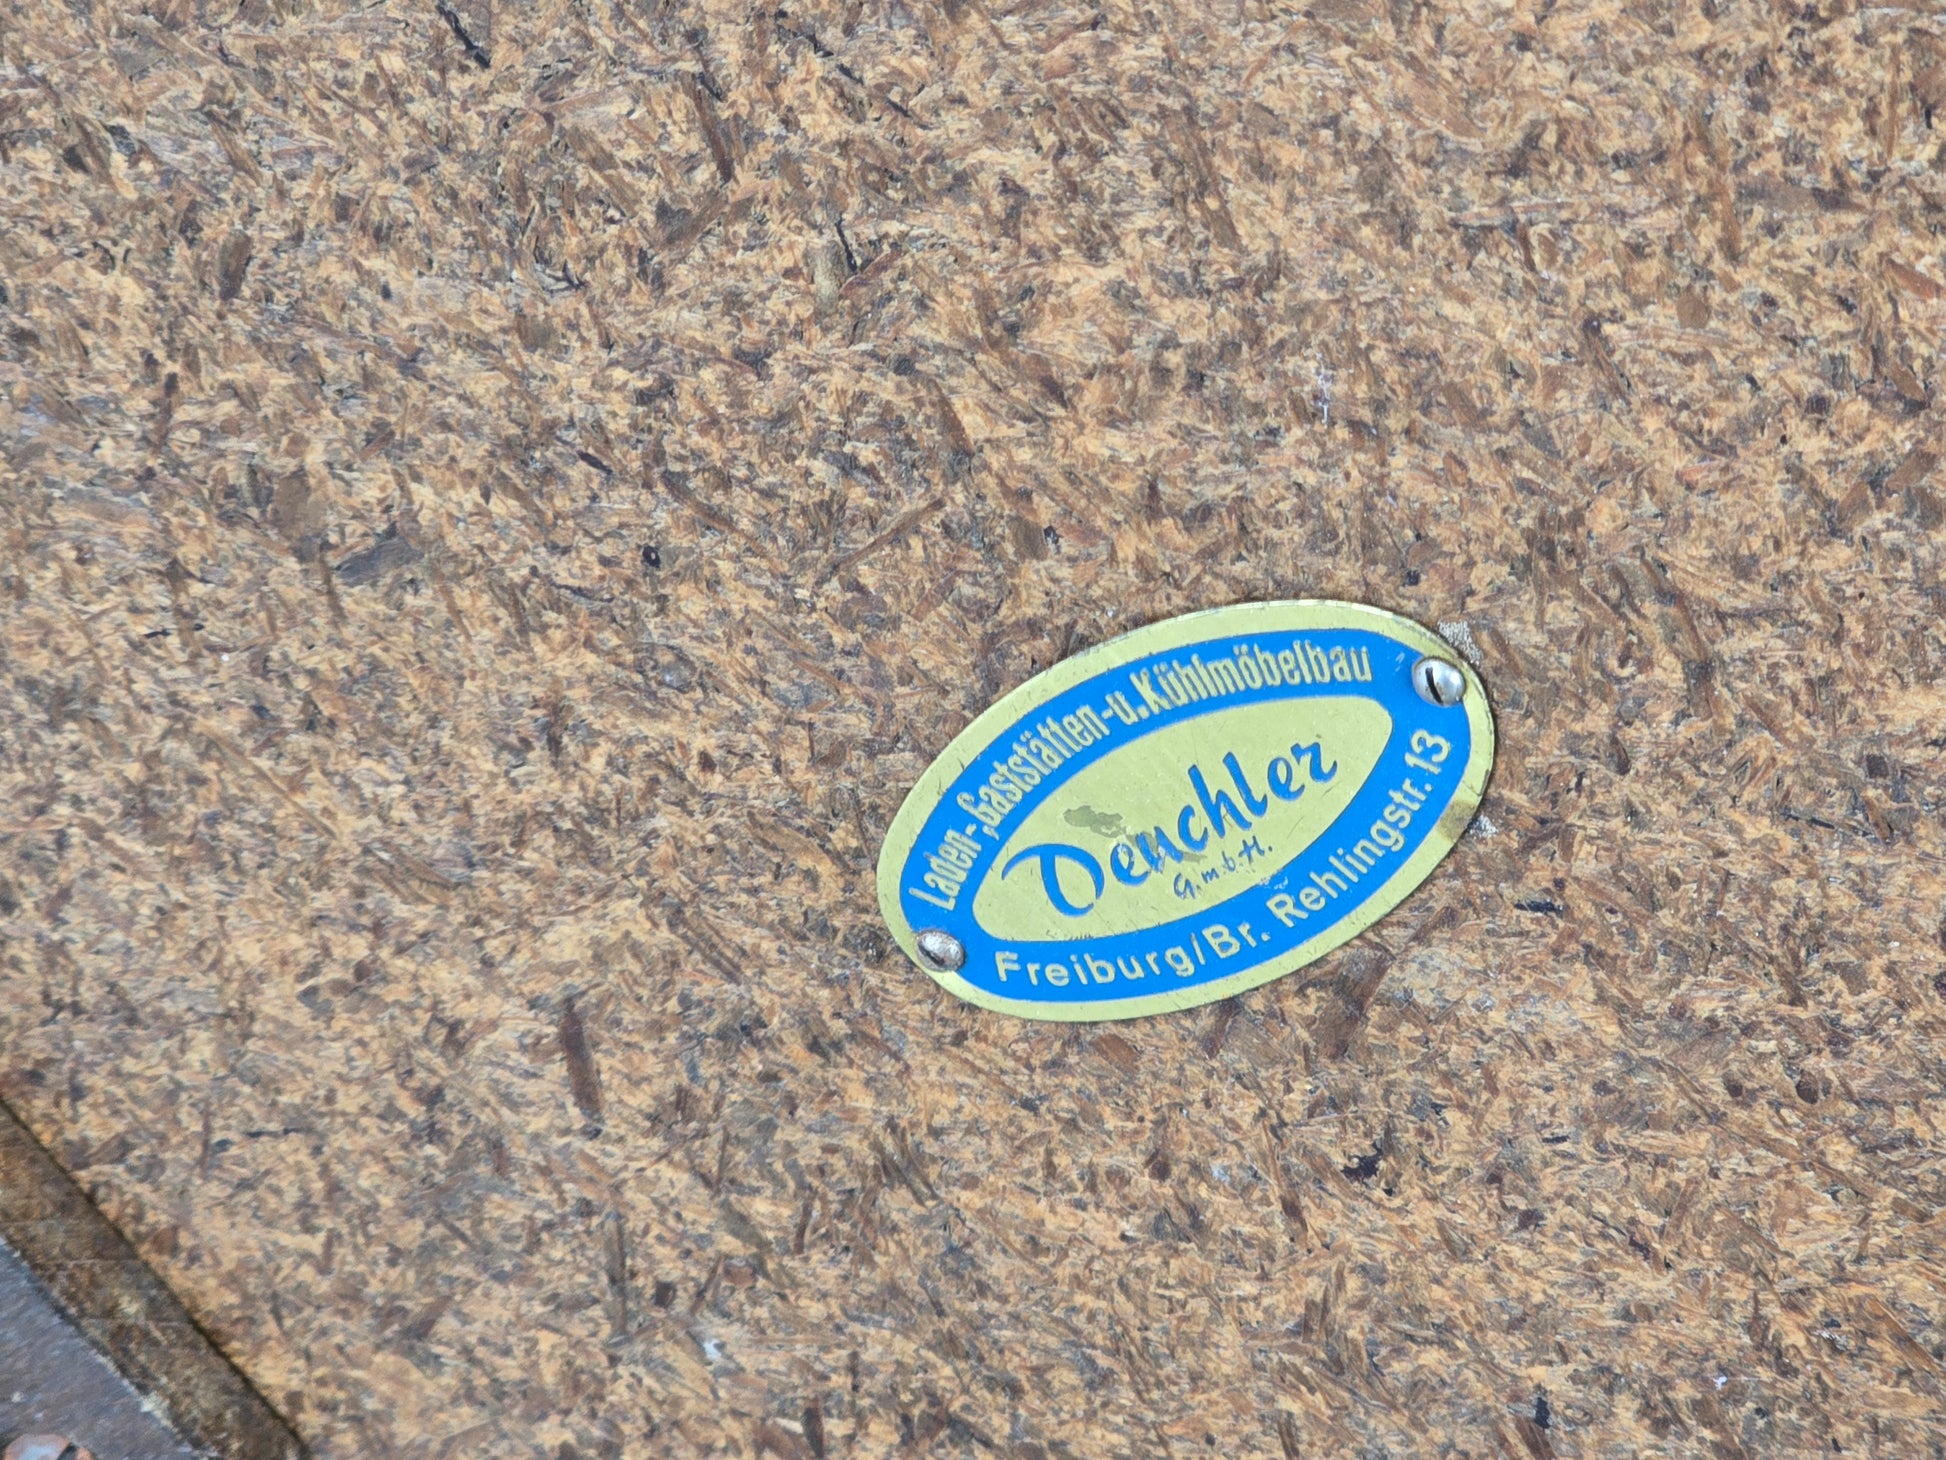 Laden-, Gaststätten- u. Kühlmöbelbau
Deuchler
G.m.b.H.
Freiburg/Br. Rehlingstr. 13